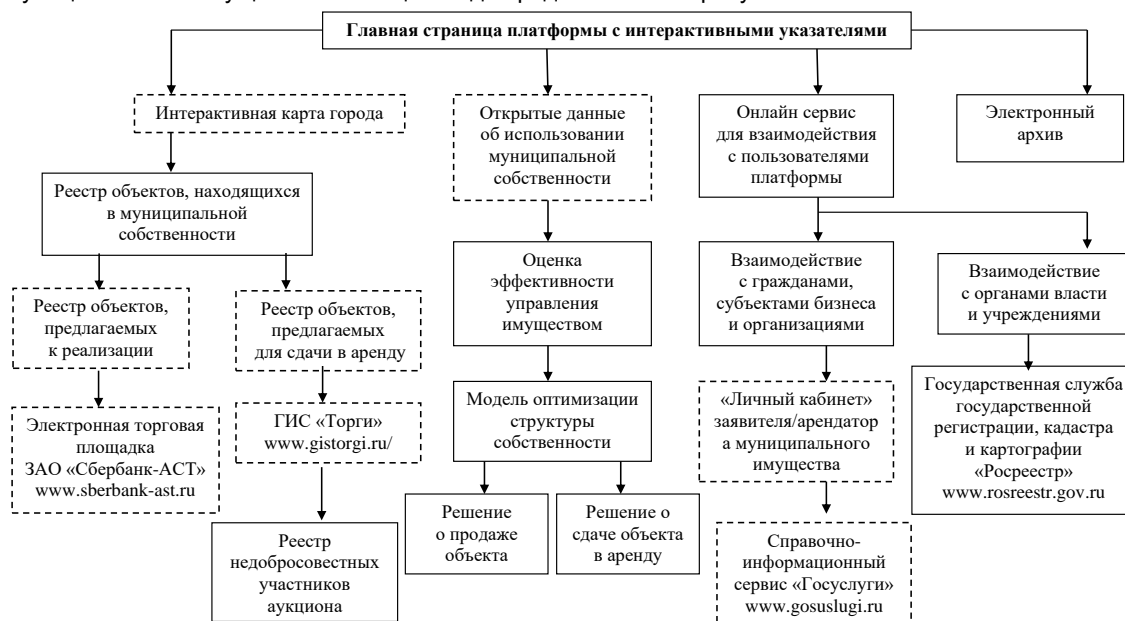 Главная страница платформы с интерактивными указателями
Интерактивная карта города
Открытые данные
об использовании
муниципальной
собственности
Онлайн сервис
для взаимодействия
с пользователями
платформы
Электронный
архив
Реестр объектов, находящихся
в муниципальной
собственности
Оценка
эффективности
управления
имуществом
Взаимодействие
с гражданами,
субъектами бизнеса
и организациями
Взаимодействие
с органами власти
и учреждениями
Реестр объектов,
предлагаемых
к реализации
Реестр объектов,
предлагаемых
для сдачи в аренду
Электронная торговая
площадка
ЗАО «Сбербанк-АСТ»
www.sberbank-ast.ru
ГИС «Торги»
www.gistorgi.ru/
Модель оптимизации
структуры
собственности
«Личный кабинет»
заявителя/арендатор
а муниципального
имущества
Государственная служба
государственной
регистрации, кадастра
и картографии
«Росреестр»
www.rosreestr.gov.ru
Реестр
недобросовестных
участников
аукциона
Решение
о продаже
объекта
Решение о
сдаче объекта
в аренду
Справочно-
информационный
сервис «Госуслуги»
www.gosuslugi.ru